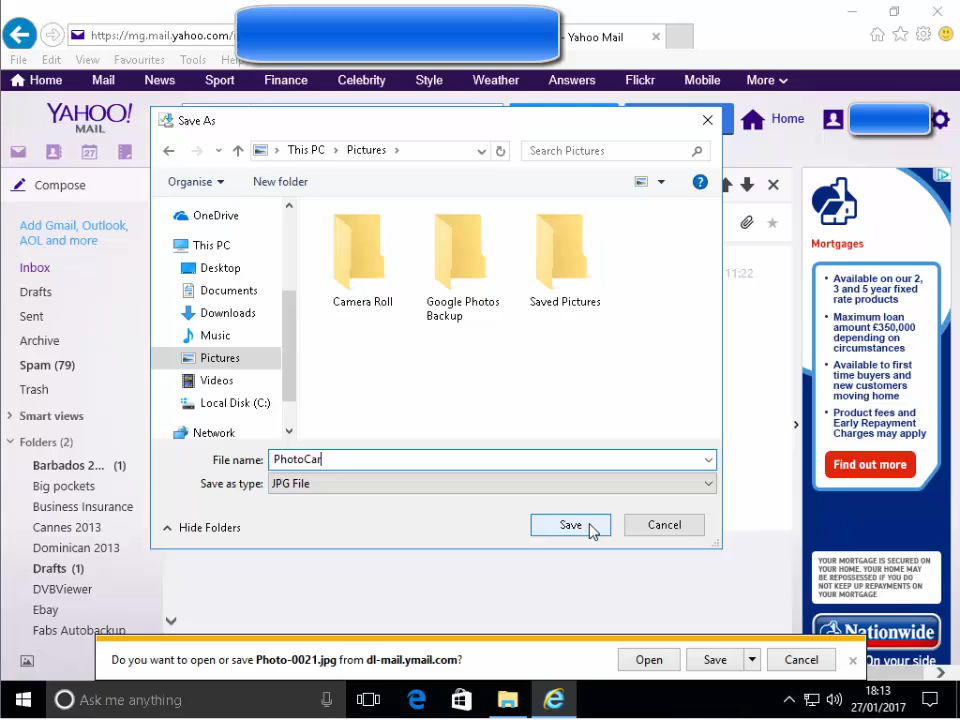 https://mg.mail.yahoo.com/
- Yahoo Mail
File Edit View Favourites Tools Help
Home Mail News Sport Finance Celebrity Style Weather Answers Flickr Mobile More
YAHOO!
MAIL
Home
Compose
Add Gmail, Outlook,
AOL and more
Inbox
Drafts
Sent
Archive
Spam (79)
Trash
Smart views
Folders (2)
Barbados 2... (1)
Big pockets
Business Insurance
Cannes 2013
Dominican 2013
Drafts (1)
DVBViewer
Ebay
Fabs Autobackup
Save As
This PC > Pictures >
Search Pictures
Organise
New folder
OneDrive
This PC
Desktop
Documents
Downloads
Music
Pictures
Videos
Local Disk (C:)
Network
Camera Roll
Google Photos
Backup
Saved Pictures
File name: PhotoCar
Save as type: JPG File
Hide Folders
Save
Cancel
11:22
Mortgages
• Available on our 2,
3 and 5 year fixed
rate products
• Maximum loan
amount £350,000
depending on
circumstances
• Available to first
time buyers and
new customers
moving home
• Product fees and
Early Repayment
Charges may apply
Find out more
YOUR MORTGAGE IS SECURED ON
YOUR HOME. YOUR HOME MAY
BE REPOSSESSED IF YOU DO
NOT KEEP UP REPAYMENTS ON
YOUR MORTGAGE
Nationwide
On your side
Do you want to open or save Photo-0021.jpg from dl-mail.ymail.com?
Open
Save
Cancel
Ask me anything
18:13
27/01/2017